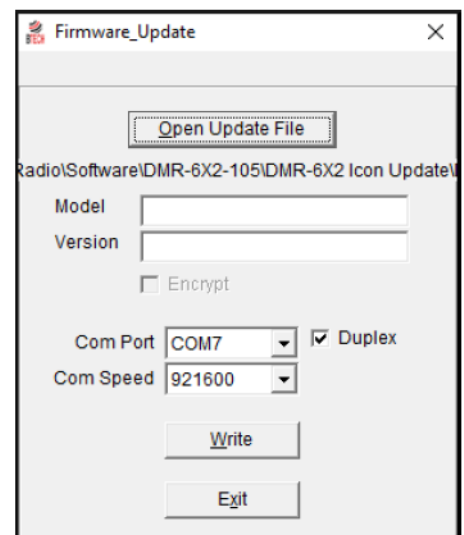 BTECH
Firmware_Update
Open Update File
Radio\Software\DMR-6X2-105\DMR-6X2 Icon Update\
Model
Version
Encrypt
Com Port COM7 Duplex
Com Speed 921600
Write
Exit